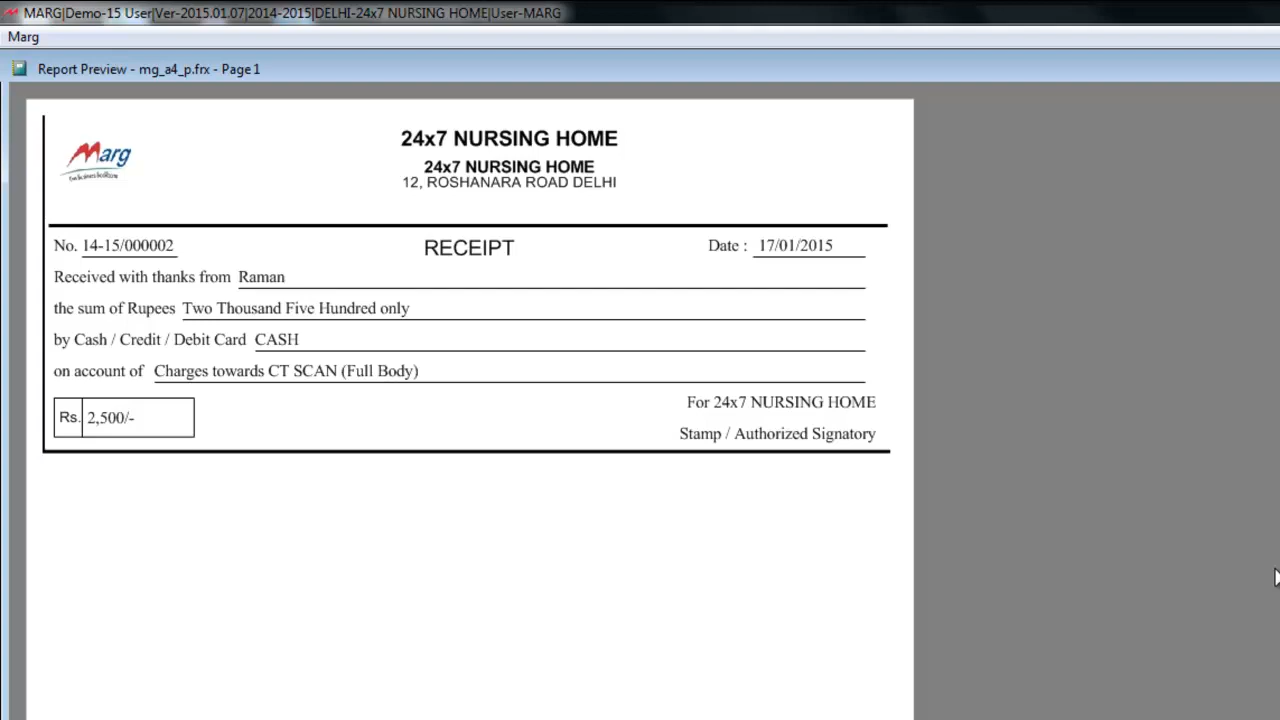 MARG|Demo-15 User|Ver-2015.01.07|2014-2015|DELHI-24x7 NURSING HOME|User-MARG
Marg
Report Preview - mg_a4_p.frx - Page 1
Marg
24x7 NURSING HOME
24x7 NURSING HOME
12, ROSHANARA ROAD DELHI
No. 14-15/000002 RECEIPT Date : 17/01/2015
Received with thanks from Raman
the sum of Rupees Two Thousand Five Hundred only
by Cash / Credit / Debit Card CASH
on account of Charges towards CT SCAN (Full Body)
Rs. 2,500/-
For 24x7 NURSING HOME
Stamp / Authorized Signatory